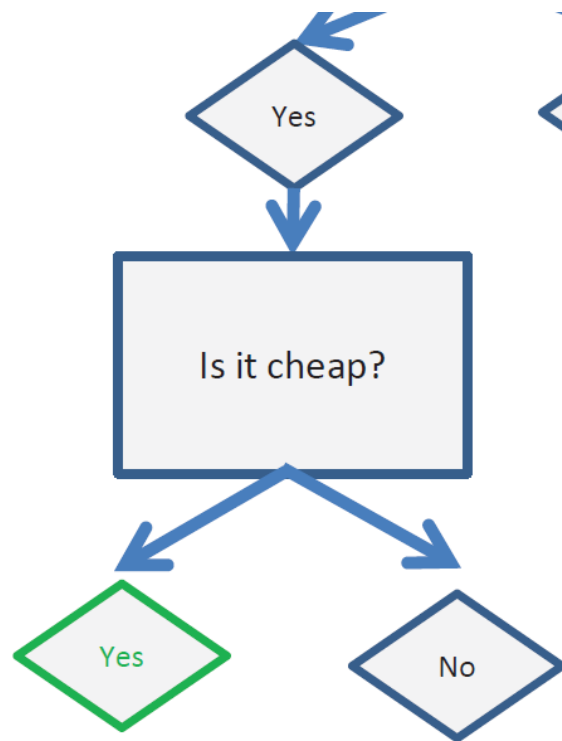 Yes
Is it cheap?
Yes
No